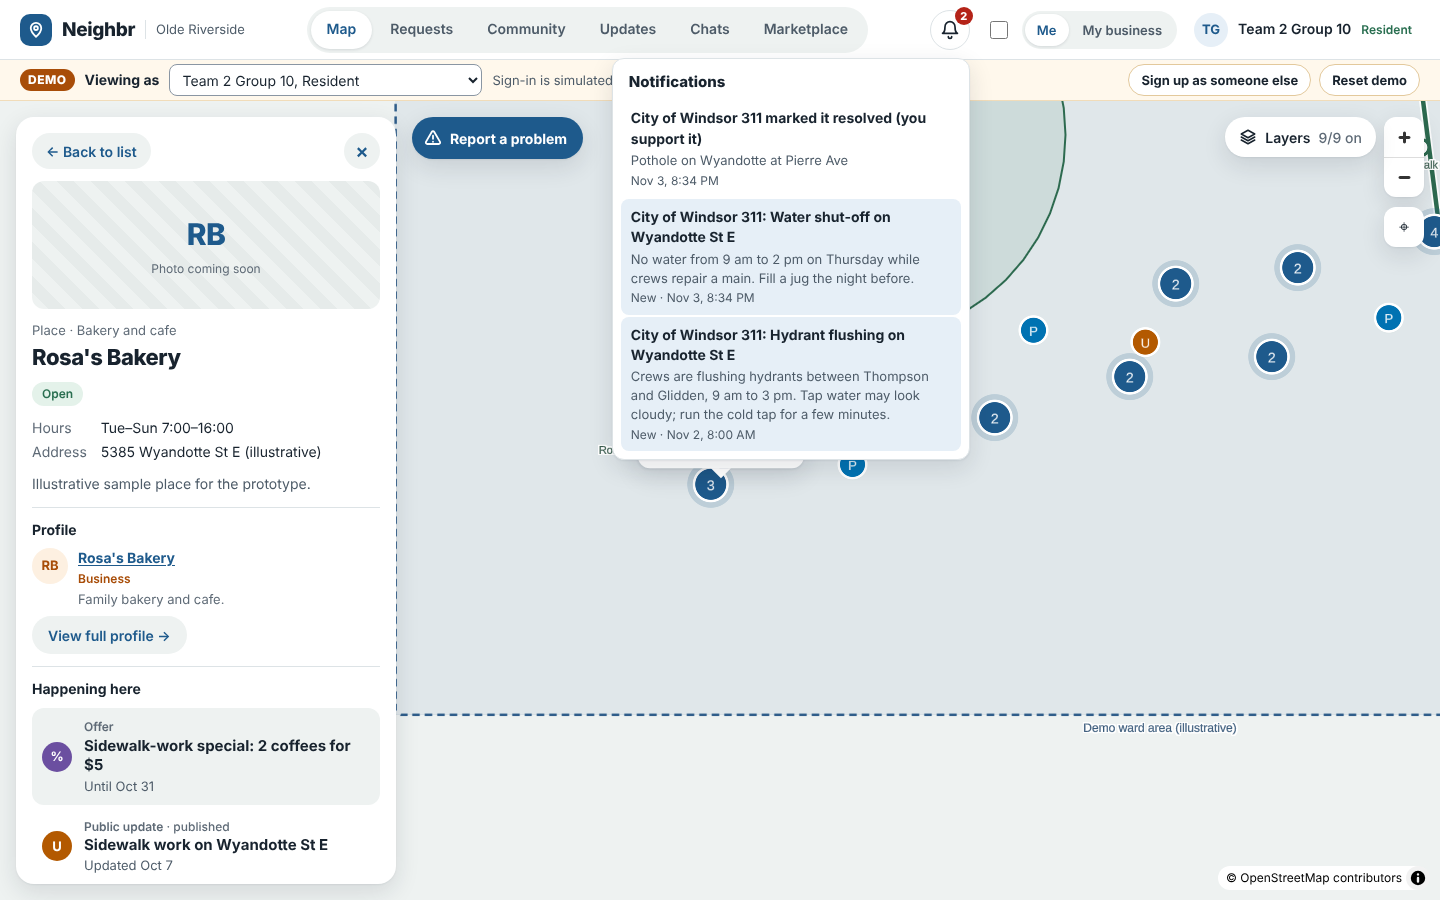 Neighbr
Olde Riverside
Map
Requests
Community
Updates
Chats
Marketplace
2
Me
My business
TG
Team 2 Group 10
Resident
DEMO
Viewing as
Team 2 Group 10, Resident
Sign-in is simulated
Sign up as someone else
Reset demo
← Back to list
×
RB
Photo coming soon
Place · Bakery and cafe
Rosa's Bakery
Open
Hours Tue–Sun 7:00–16:00
Address 5385 Wyandotte St E (illustrative)
Illustrative sample place for the prototype.
Profile
RB
Rosa's Bakery
Business
Family bakery and cafe.
View full profile →
Happening here
Offer
%
Sidewalk-work special: 2 coffees for
$5
Until Oct 31
Public update · published
U
Sidewalk work on Wyandotte St E
Updated Oct 7
Report a problem
Notifications
City of Windsor 311 marked it resolved (you
support it)
Pothole on Wyandotte at Pierre Ave
Nov 3, 8:34 PM
City of Windsor 311: Water shut-off on
Wyandotte St E
No water from 9 am to 2 pm on Thursday while
crews repair a main. Fill a jug the night before.
New · Nov 3, 8:34 PM
City of Windsor 311: Hydrant flushing on
Wyandotte St E
Crews are flushing hydrants between Thompson
and Glidden, 9 am to 3 pm. Tap water may look
cloudy; run the cold tap for a few minutes.
New · Nov 2, 8:00 AM
Layers 9/9 on
+
−
4
2
2
P
P
U
2
2
2
P
3
Demo ward area (illustrative)
© OpenStreetMap contributors